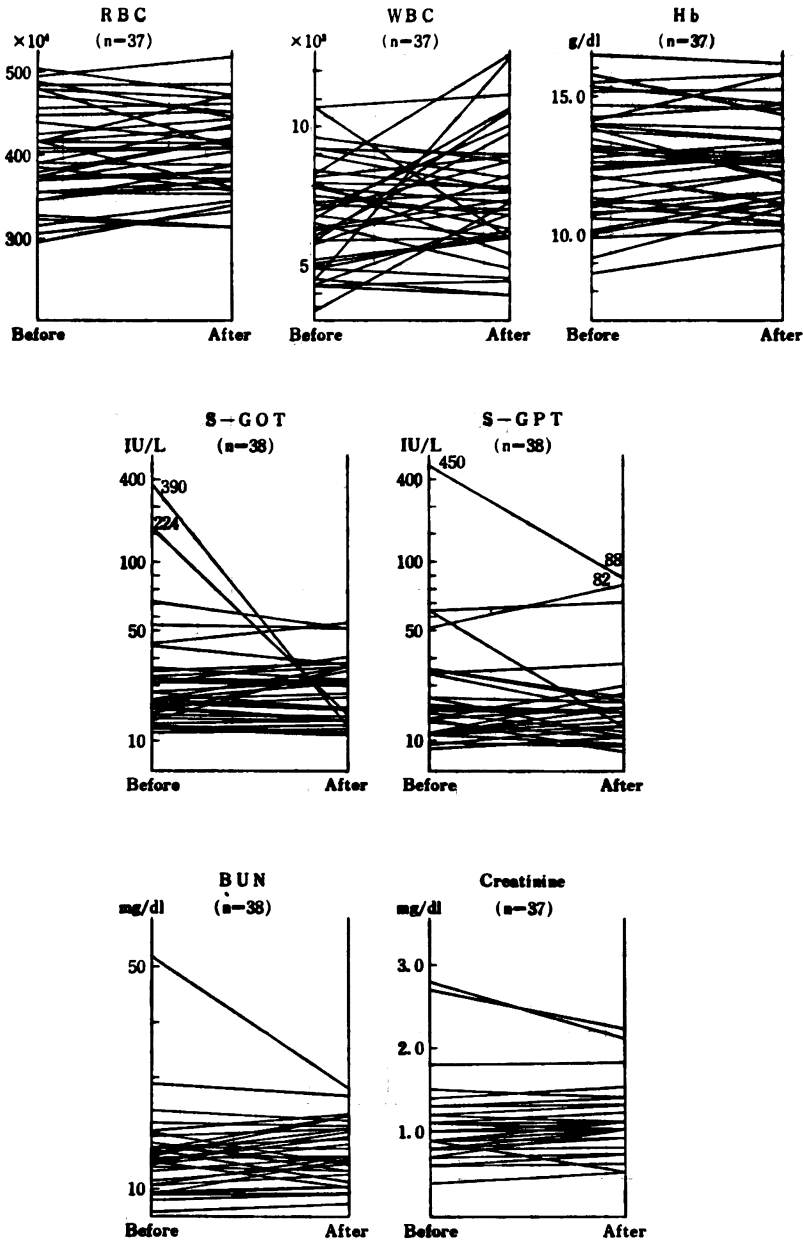 RBC WBC Hb
×10⁴ (n=37) ×10³ (n=37) g/dl (n=37)
500
400
300
10
5
15.0
10.0
Before After Before After Before After
S-GOT S-GPT
IU/L (n=38) IU/L (n=38)
400
390
224
100
50
10
400
450
100
88
82
50
10
Before After Before After
BUN Creatinine
mg/dl (n=38) mg/dl (n=37)
50
10
3.0
2.0
1.0
Before After Before After